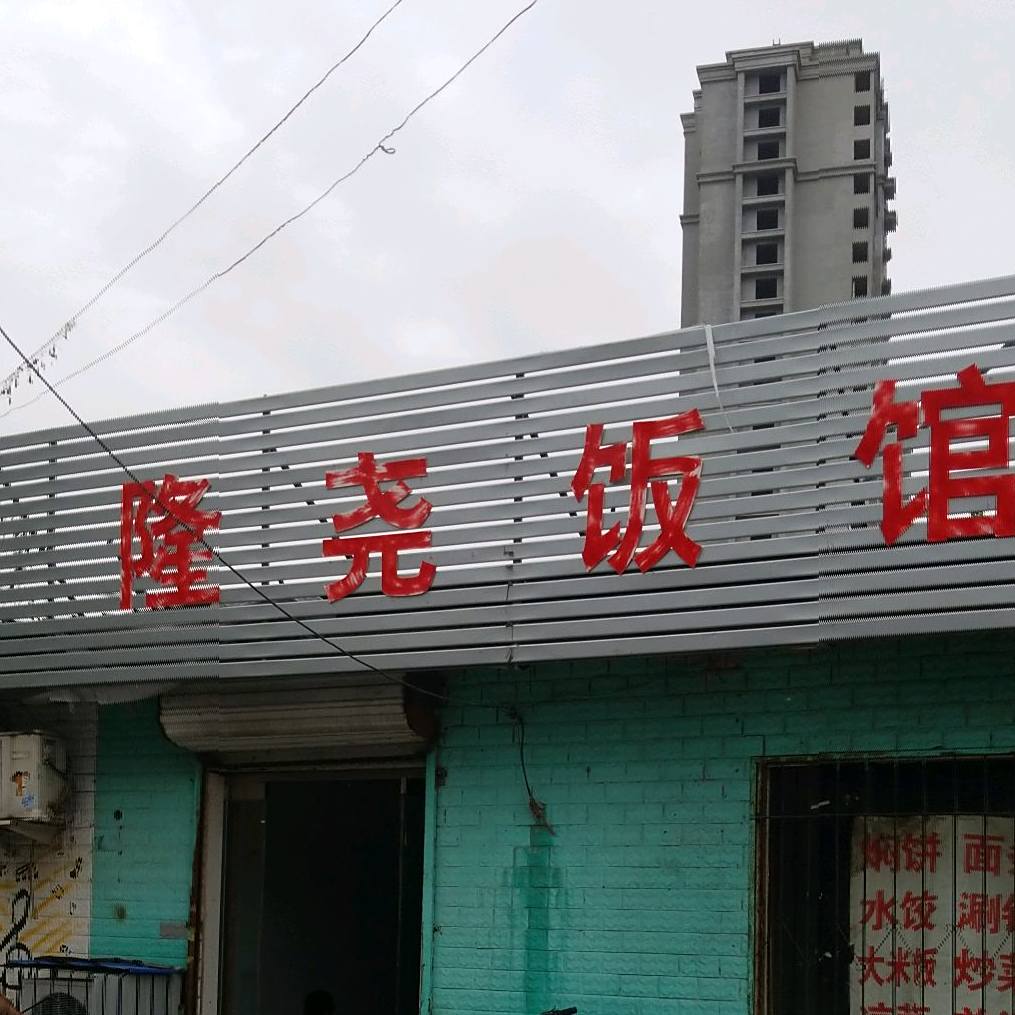 隆尧饭馆
焖饼 面
水饺 涮
大米饭 炒菜